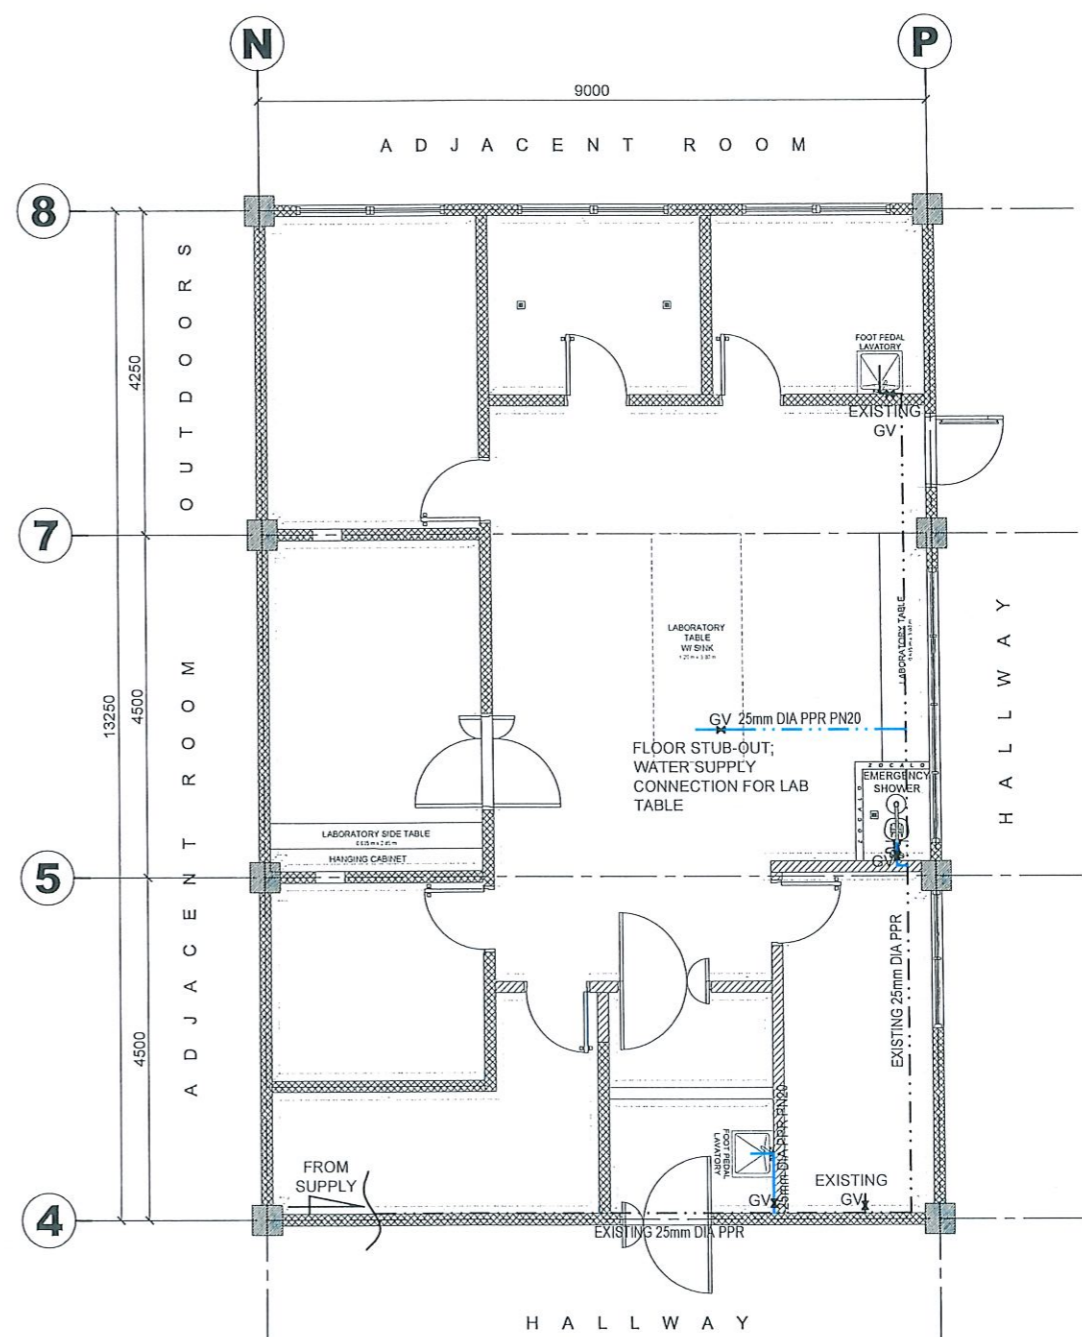 N
P
9000
ADJACENT ROOM
8
OUTDOORS
4250
FOOT PEDAL
LAVATORY
EXISTING
GV
7
LABORATORY
TABLE
W/ SINK
LABORATORY TABLE
HALLWAY
13250
4500
ADJACENT ROOM
GV 25mm DIA PPR PN20
FLOOR STUB-OUT;
WATER SUPPLY
CONNECTION FOR LAB
TABLE
ZOCALO
EMERGENCY
SHOWER
ZOCALO
GV
LABORATORY SIDE TABLE
HANGING CABINET
5
4500
EXISTING 25mm DIA PPR
25mm DIA PPR PN20
FOOT PEDAL
LAVATORY
FROM
SUPPLY
GV
EXISTING
GV
4
EXISTING 25mm DIA PPR
HALLWAY